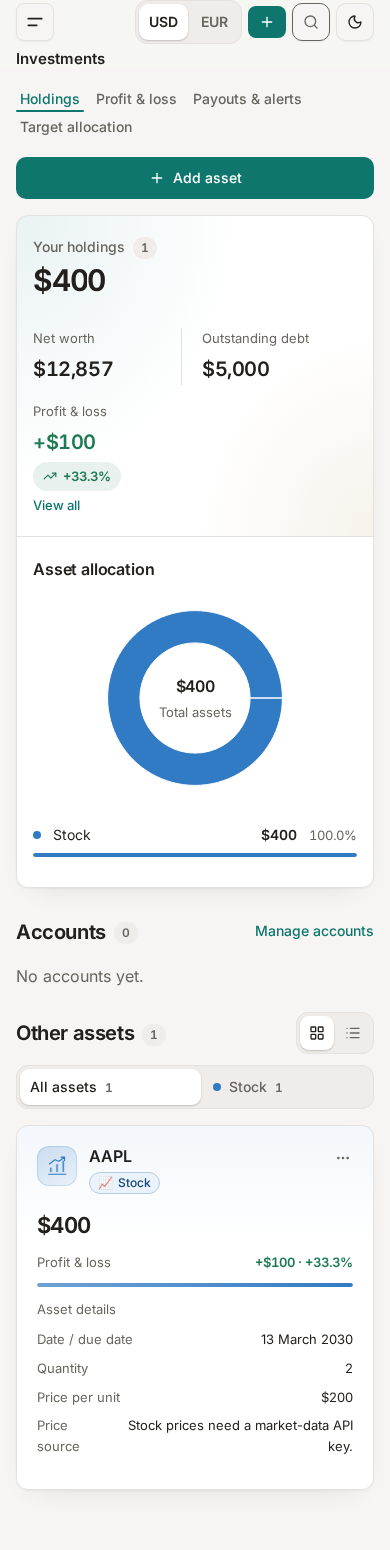 USD EUR
Investments
Holdings Profit & loss Payouts & alerts
Target allocation
+ Add asset
Your holdings 1
$400
Net worth Outstanding debt
$12,857 $5,000
Profit & loss
+$100
+33.3%
View all
Asset allocation
$400
Total assets
Stock $400 100.0%
Accounts 0 Manage accounts
No accounts yet.
Other assets 1
All assets 1 Stock 1
AAPL
Stock
$400
Profit & loss +$100 · +33.3%
Asset details
Date / due date 13 March 2030
Quantity 2
Price per unit $200
Price Stock prices need a market-data API
source key.